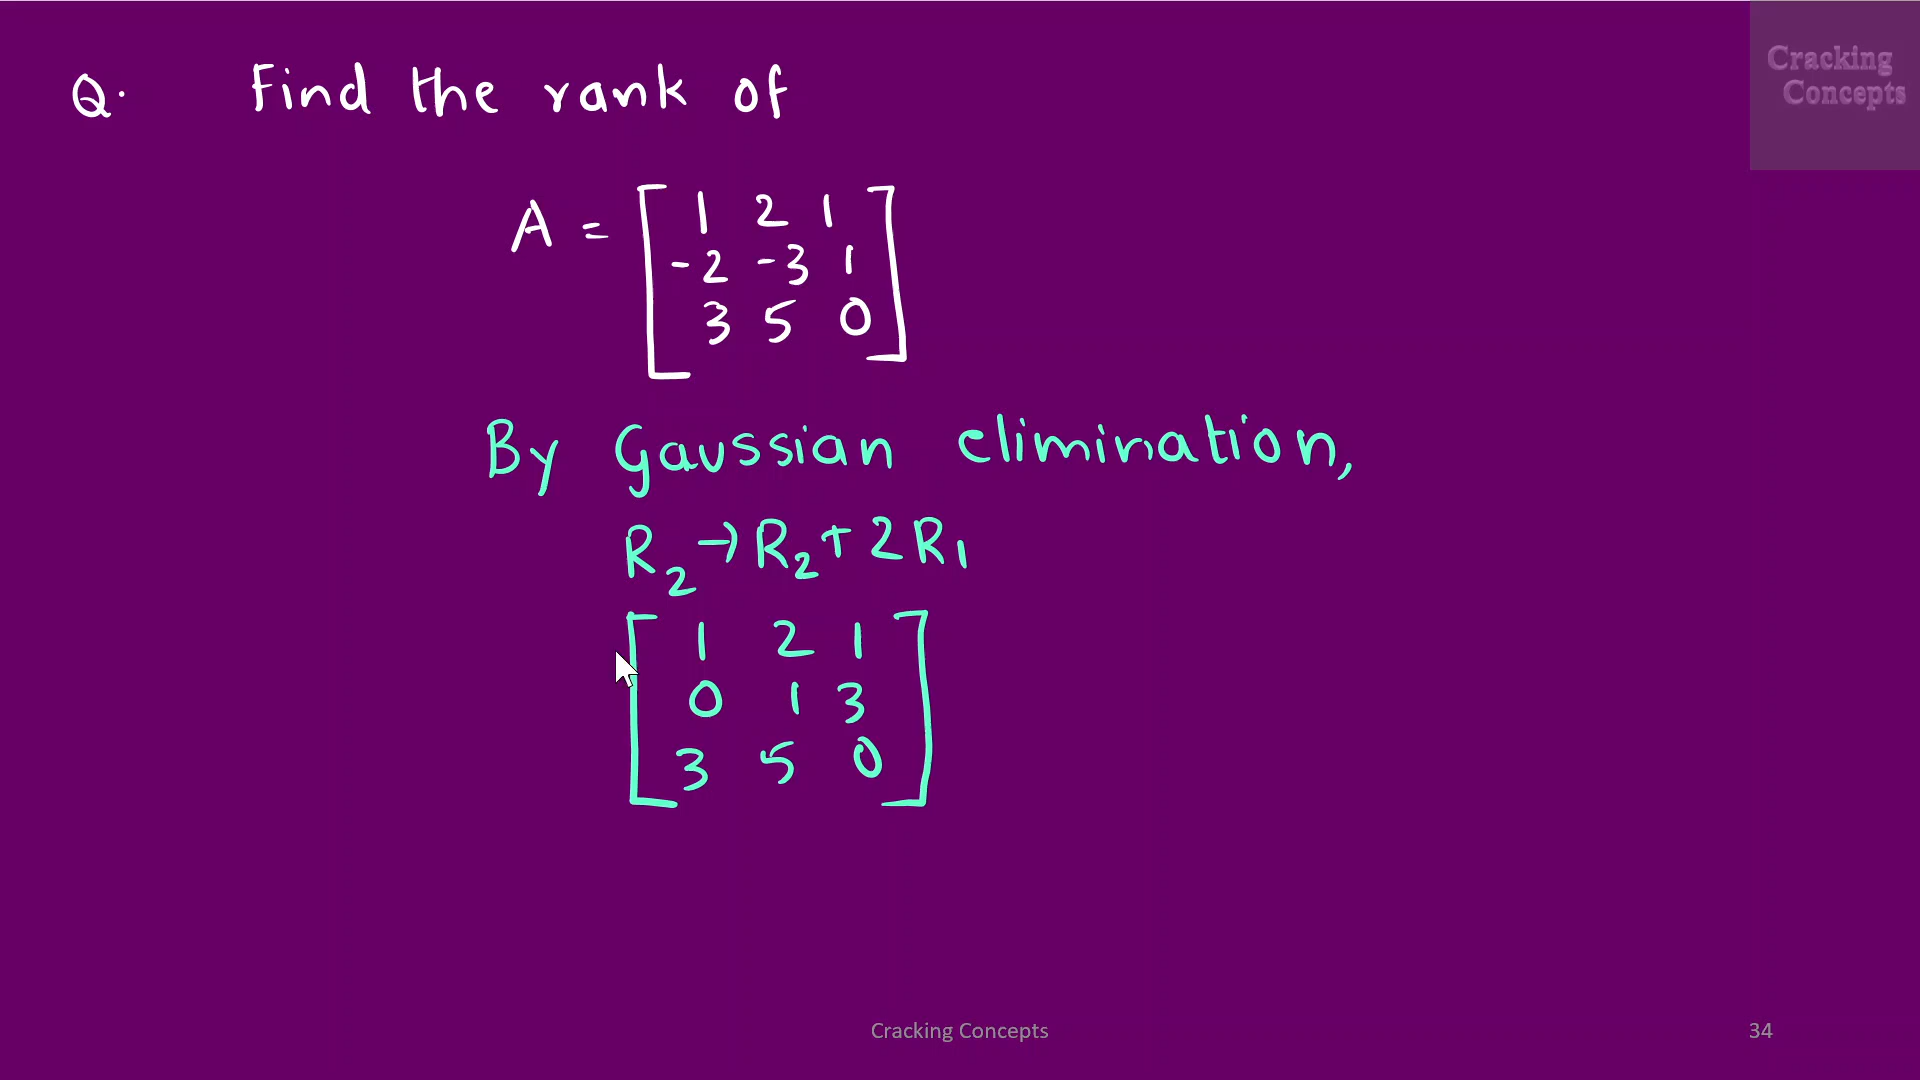 Cracking
Concepts
Q. Find the rank of
A = [ 1 2 1
-2 -3 1
3 5 0 ]
By Gaussian elimination,
R₂ → R₂ + 2R₁
[ 1 2 1
0 1 3
3 5 0 ]
Cracking Concepts 34